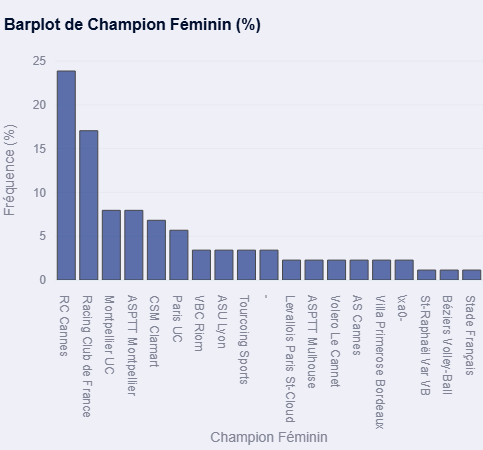 Barplot de Champion Féminin (%)
25
20
15
10
5
0
Fréquence (%)
RC Cannes
Racing Club de France
Montpellier UC
ASPTT Montpellier
CSM Clamart
Paris UC
VBC Riom
ASU Lyon
Tourcoing Sports
-
Levallois Paris St-Cloud
ASPTT Mulhouse
Volero Le Cannet
AS Cannes
Villa Primerose Bordeaux
\xa0-
St-Raphaël Var VB
Béziers Volley-Ball
Stade Français
Champion Féminin